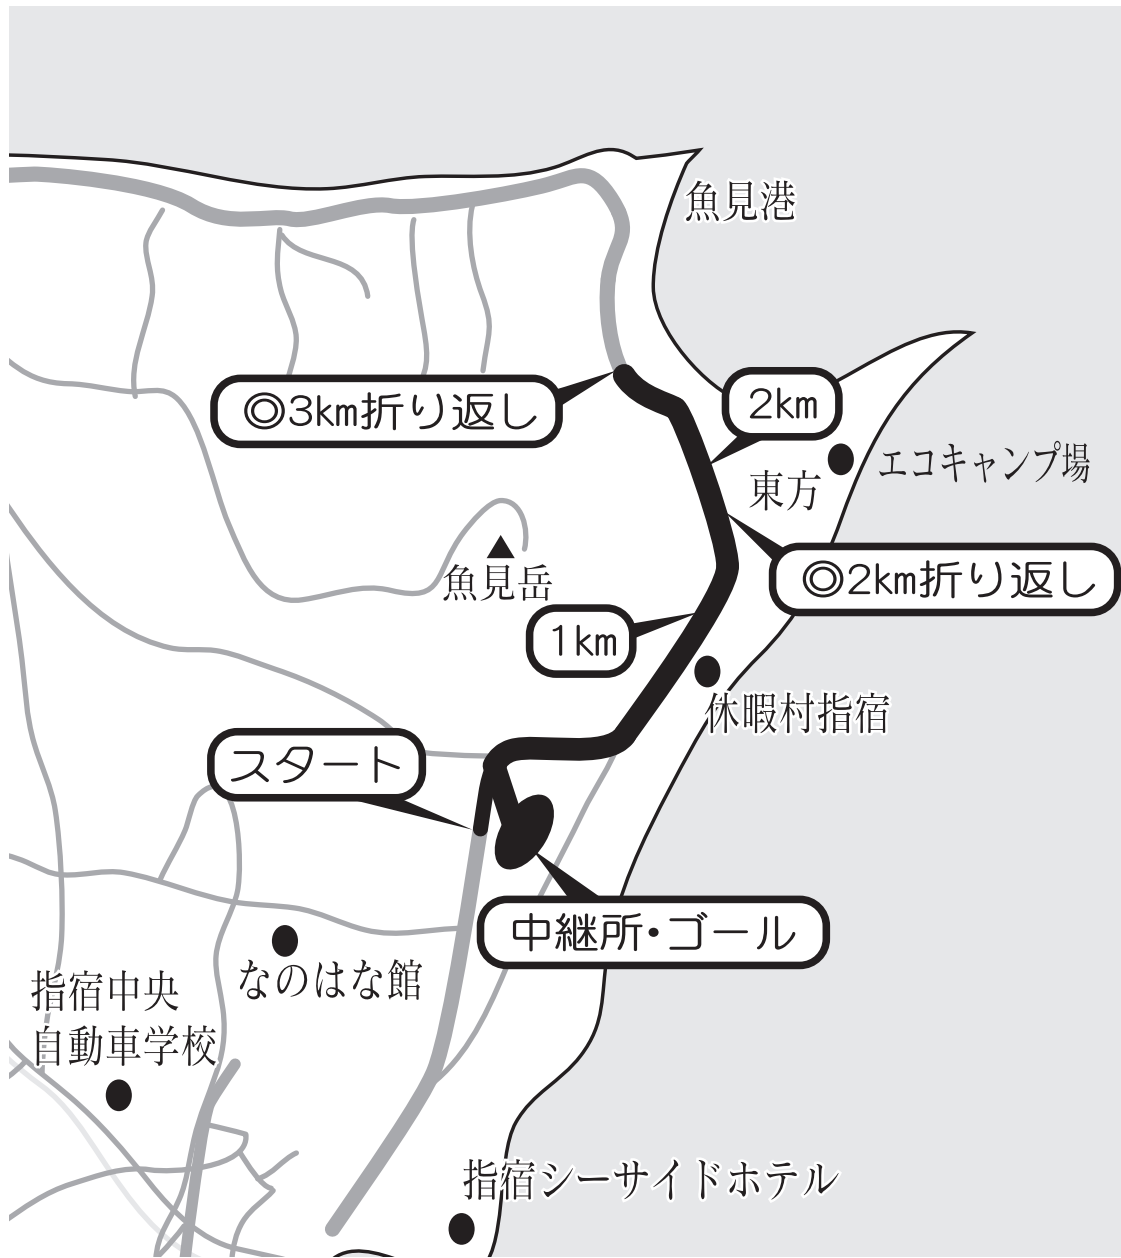 魚見港
2km
◎3km折り返し
エコキャンプ場
東方
◎2km折り返し
魚見岳
1km
休暇村指宿
スタート
中継所・ゴール
なのはな館
指宿中央
自動車学校
指宿シーサイドホテル